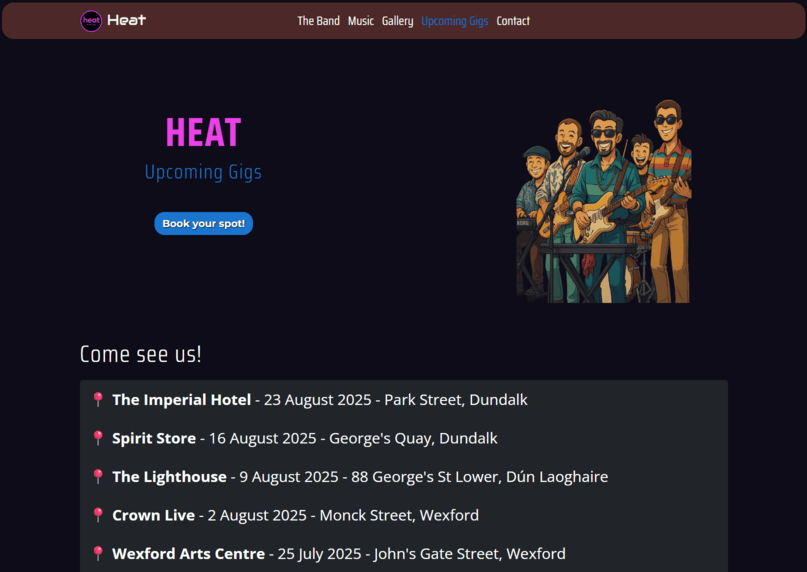 heat Heat The Band Music Gallery Upcoming Gigs Contact
HEAT
Upcoming Gigs
Book your spot!
KORG
Come see us!
The Imperial Hotel - 23 August 2025 - Park Street, Dundalk
Spirit Store - 16 August 2025 - George's Quay, Dundalk
The Lighthouse - 9 August 2025 - 88 George's St Lower, Dún Laoghaire
Crown Live - 2 August 2025 - Monck Street, Wexford
Wexford Arts Centre - 25 July 2025 - John's Gate Street, Wexford